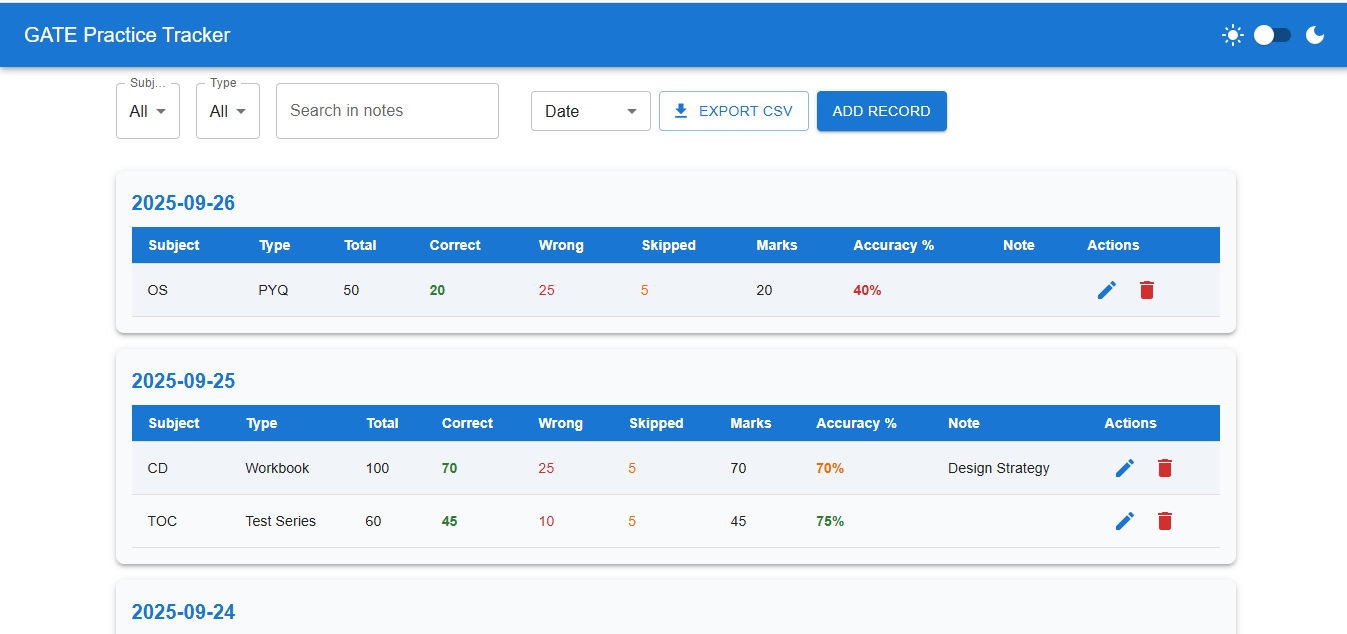 GATE Practice Tracker
Subj... Type
All All Search in notes Date EXPORT CSV ADD RECORD
2025-09-26
Subject Type Total Correct Wrong Skipped Marks Accuracy % Note Actions
OS PYQ 50 20 25 5 20 40%
2025-09-25
Subject Type Total Correct Wrong Skipped Marks Accuracy % Note Actions
CD Workbook 100 70 25 5 70 70% Design Strategy
TOC Test Series 60 45 10 5 45 75%
2025-09-24